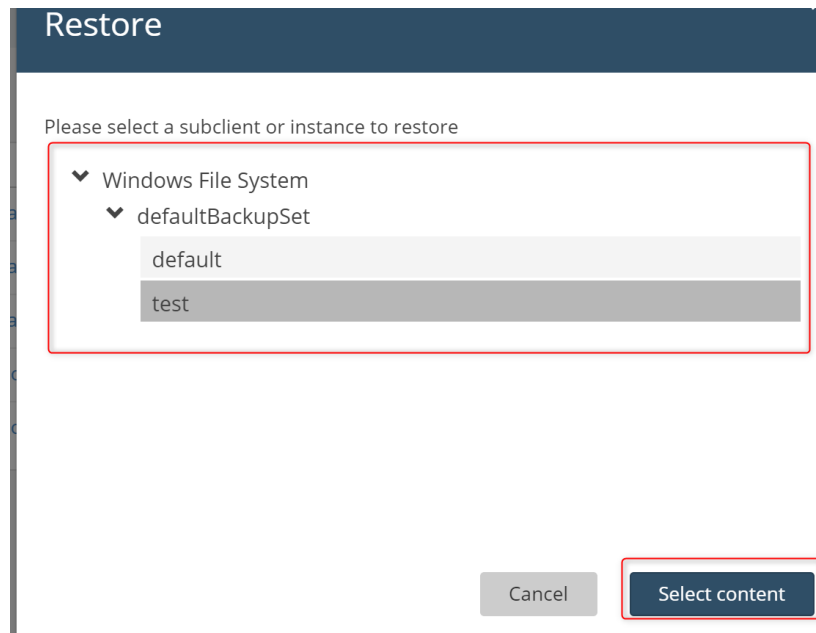 Restore
Please select a subclient or instance to restore
Windows File System
defaultBackupSet
default
test
Cancel
Select content